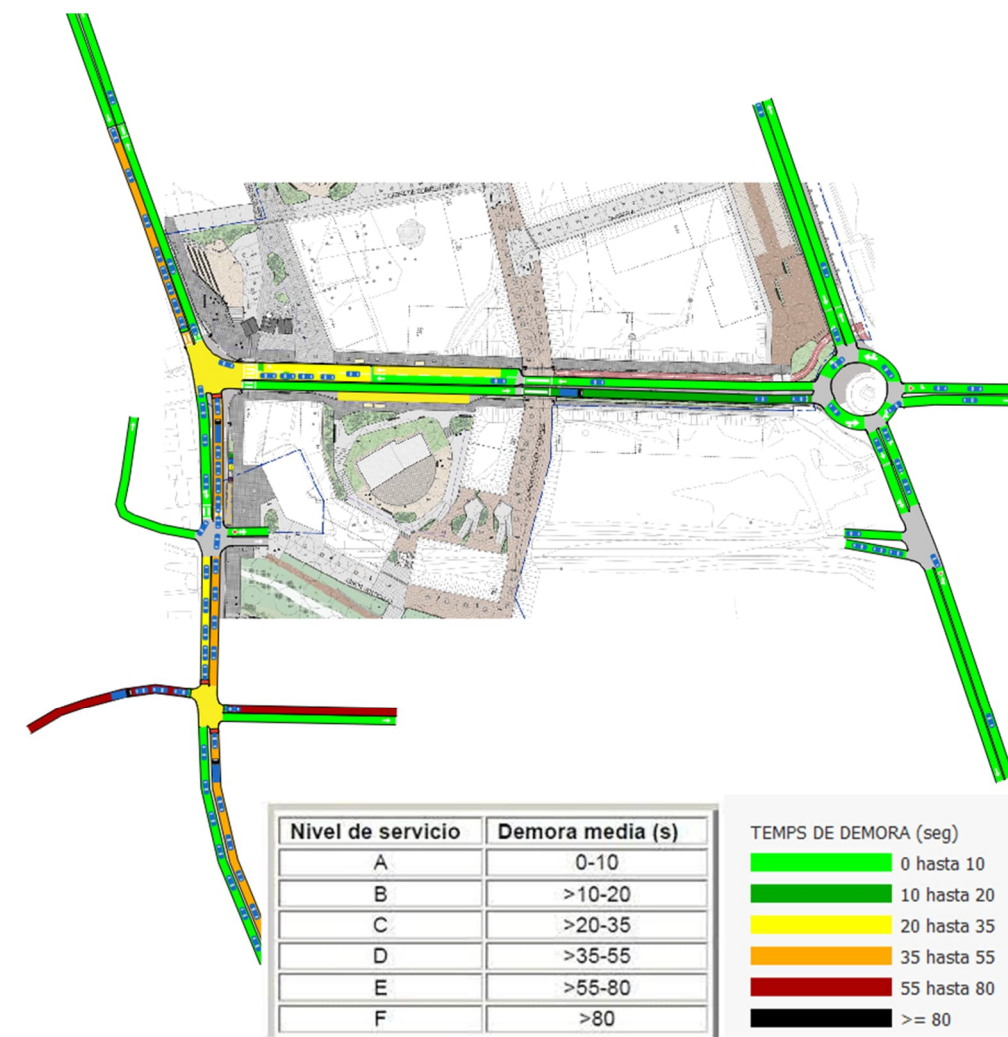 Nivel de servicio Demora media (s)
A 0-10
B >10-20
C >20-35
D >35-55
E >55-80
F >80
TEMPS DE DEMORA (seg)
0 hasta 10
10 hasta 20
20 hasta 35
35 hasta 55
55 hasta 80
>= 80